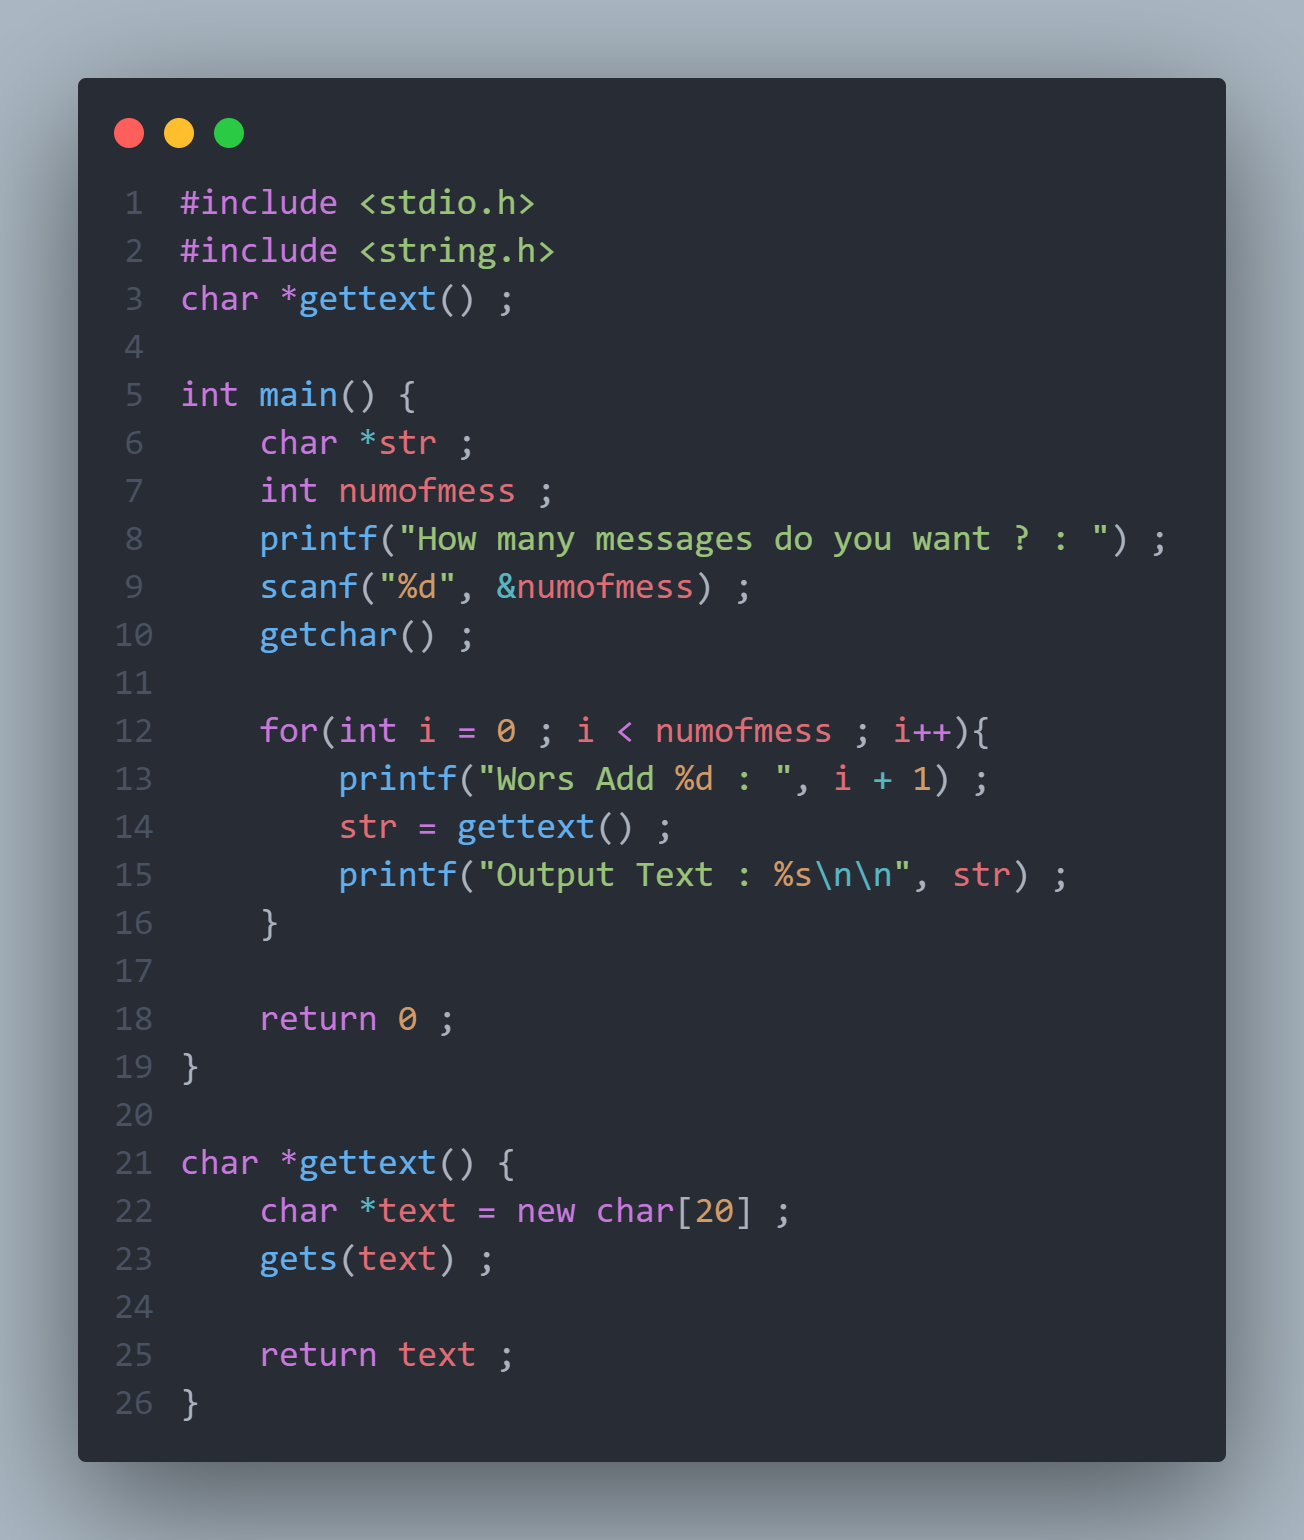 1 #include <stdio.h>
2 #include <string.h>
3 char *gettext() ;
4
5 int main() {
6     char *str ;
7     int numofmess ;
8     printf("How many messages do you want ? : ") ;
9     scanf("%d", &numofmess) ;
10     getchar() ;
11
12     for(int i = 0 ; i < numofmess ; i++){
13         printf("Wors Add %d : ", i + 1) ;
14         str = gettext() ;
15         printf("Output Text : %s\n\n", str) ;
16     }
17
18     return 0 ;
19 }
20
21 char *gettext() {
22     char *text = new char[20] ;
23     gets(text) ;
24
25     return text ;
26 }